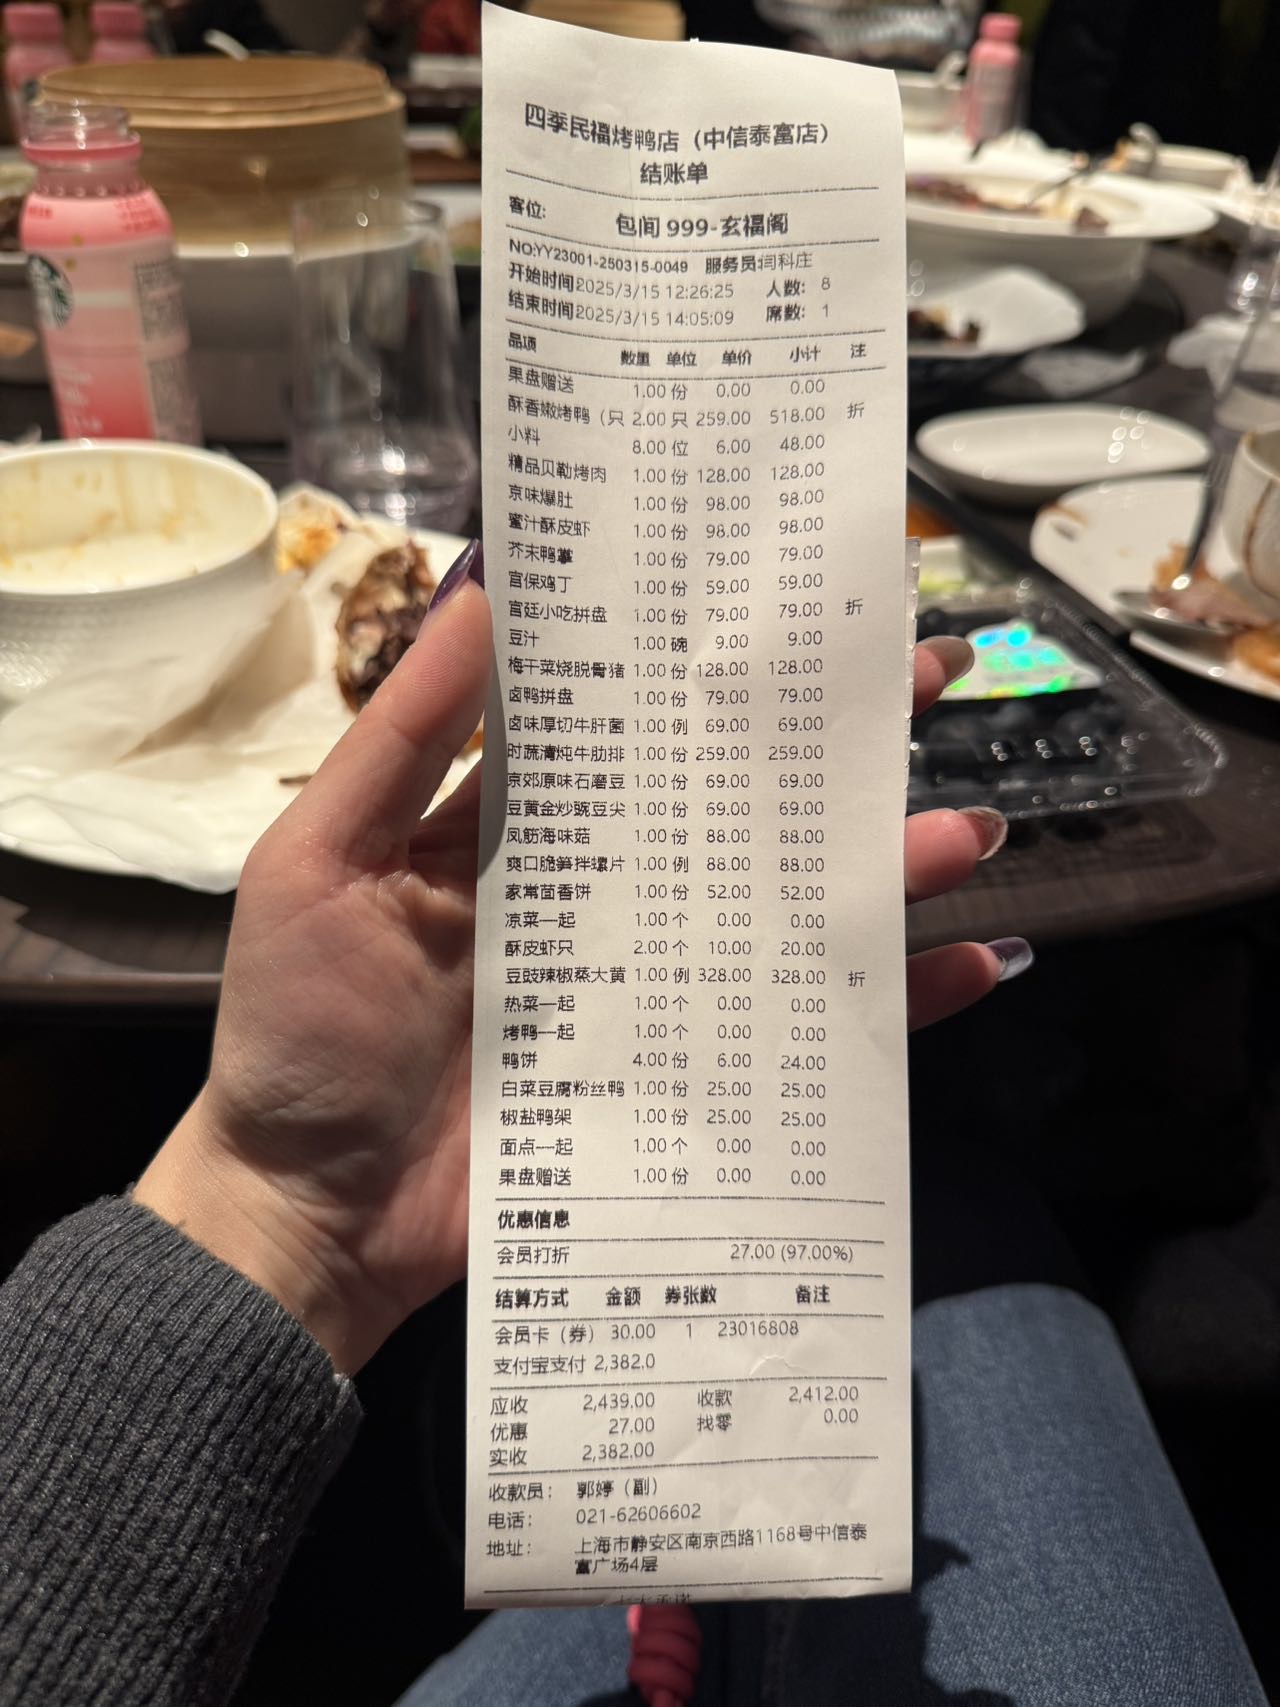 四季民福烤鸭店（中信泰富店）
结账单
客位: 包间 999-玄福阁
NO:YY23001-250315-0049 服务员:闫科庄
开始时间2025/3/15 12:26:25 人数: 8
结束时间2025/3/15 14:05:09 席数: 1
品项 数量 单位 单价 小计 注
果盘赠送 1.00 份 0.00 0.00
酥香嫩烤鸭（只 2.00 只 259.00 518.00 折
小料 8.00 位 6.00 48.00
精品贝勒烤肉 1.00 份 128.00 128.00
京味爆肚 1.00 份 98.00 98.00
蜜汁酥皮虾 1.00 份 98.00 98.00
芥末鸭掌 1.00 份 79.00 79.00
宫保鸡丁 1.00 份 59.00 59.00
宫廷小吃拼盘 1.00 份 79.00 79.00 折
豆汁 1.00 碗 9.00 9.00
梅干菜烧脱骨猪 1.00 份 128.00 128.00
卤鸭拼盘 1.00 份 79.00 79.00
卤味厚切牛肝菌 1.00 例 69.00 69.00
时蔬清炖牛肋排 1.00 份 259.00 259.00
京郊原味石磨豆 1.00 份 69.00 69.00
豆黄金炒豌豆尖 1.00 份 69.00 69.00
凤筋海味菇 1.00 份 88.00 88.00
爽口脆笋拌螺片 1.00 例 88.00 88.00
家常茴香饼 1.00 份 52.00 52.00
凉菜一起 1.00 个 0.00 0.00
酥皮虾只 2.00 个 10.00 20.00
豆豉辣椒蒸大黄 1.00 例 328.00 328.00 折
热菜一起 1.00 个 0.00 0.00
烤鸭一起 1.00 个 0.00 0.00
鸭饼 4.00 份 6.00 24.00
白菜豆腐粉丝鸭 1.00 份 25.00 25.00
椒盐鸭架 1.00 份 25.00 25.00
面点一起 1.00 个 0.00 0.00
果盘赠送 1.00 份 0.00 0.00
优惠信息
会员打折 27.00 (97.00%)
结算方式 金额 券张数 备注
会员卡（券） 30.00 1 23016808
支付宝支付 2,382.0
应收 2,439.00 收款 2,412.00
优惠 27.00 找零 0.00
实收 2,382.00
收款员： 郭婷（副）
电话： 021-62606602
地址： 上海市静安区南京西路1168号中信泰
富广场4层